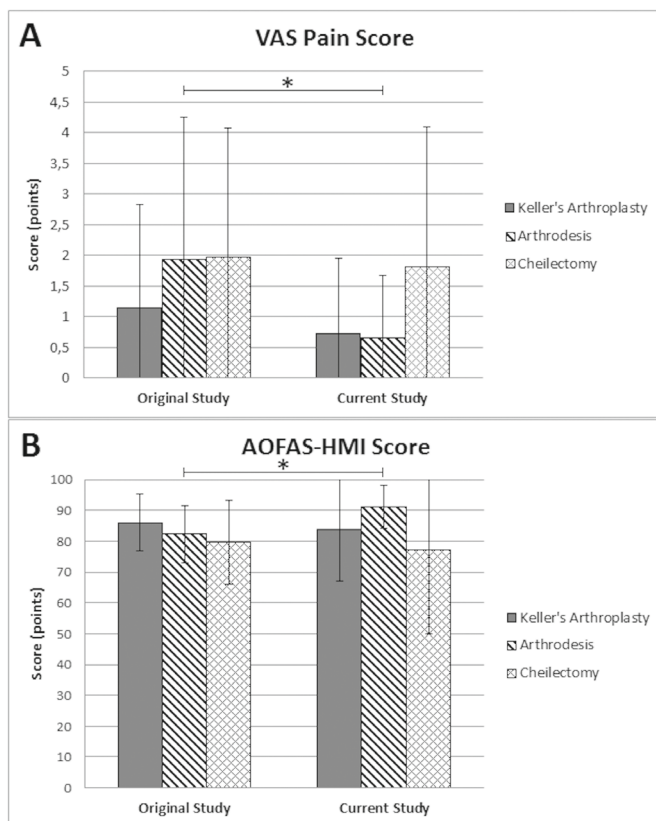 A
VAS Pain Score
*
5
4,5
4
3,5
3
2,5
2
1,5
1
0,5
0
Score (points)
Original Study
Current Study
Keller's Arthroplasty
Arthrodesis
Cheilectomy
B
AOFAS-HMI Score
*
100
90
80
70
60
50
40
30
20
10
0
Score (points)
Original Study
Current Study
Keller's Arthroplasty
Arthrodesis
Cheilectomy